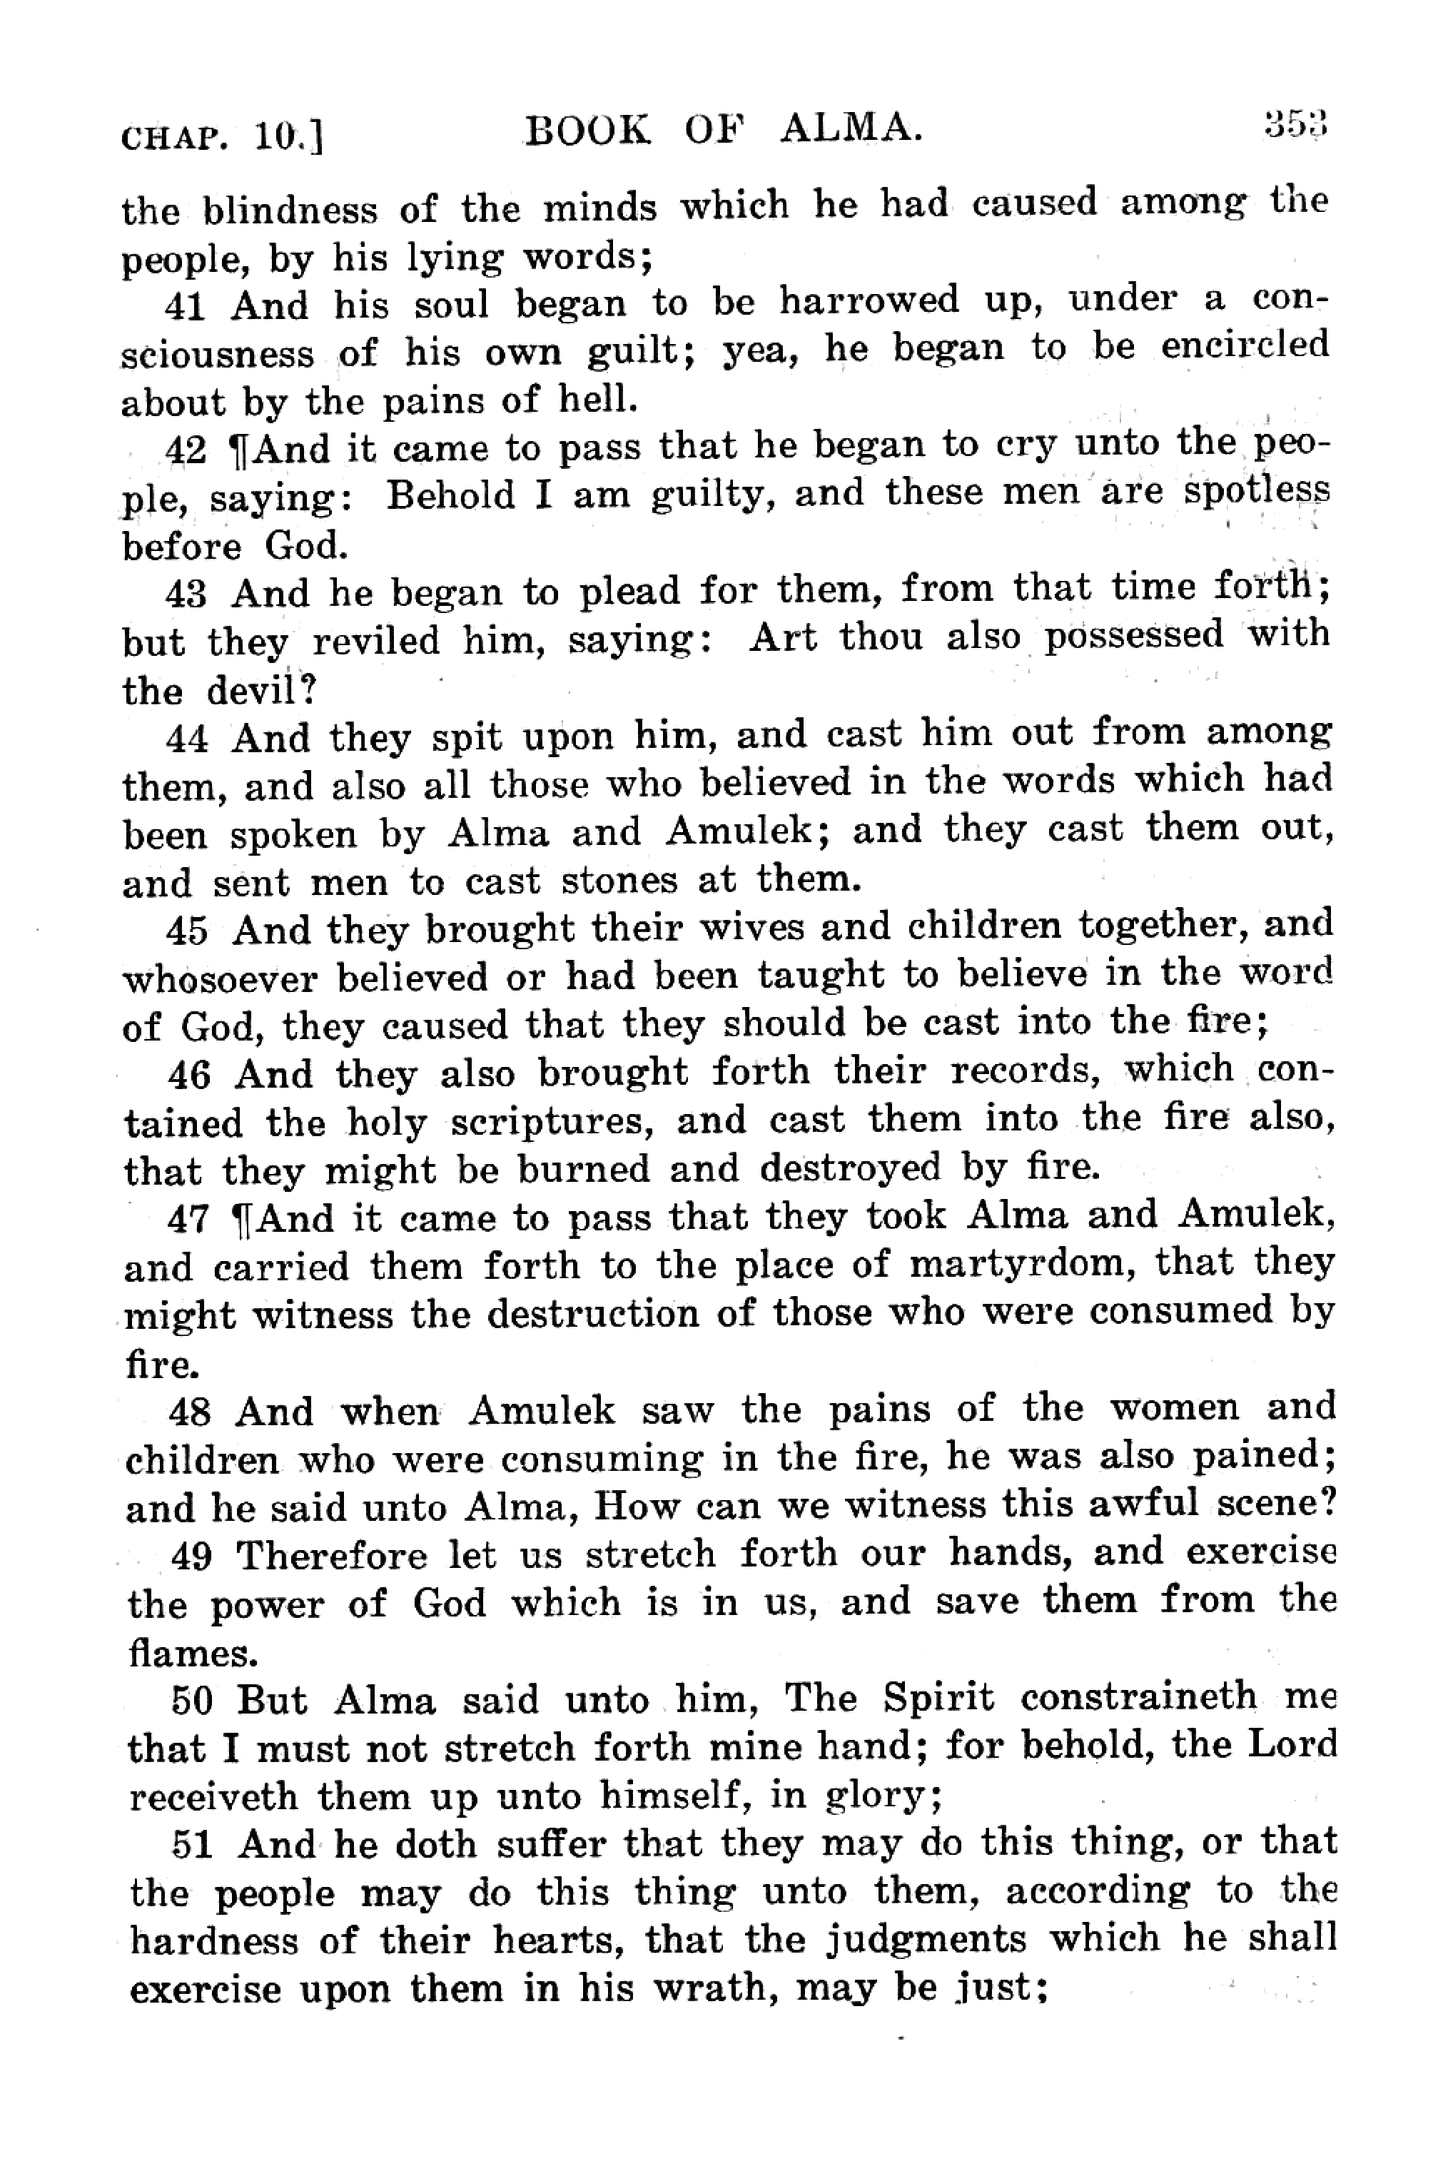 CHAP. 10.] BOOK OF ALMA. 353
the blindness of the minds which he had caused among the
people, by his lying words;
41 And his soul began to be harrowed up, under a con-
sciousness of his own guilt; yea, he began to be encircled
about by the pains of hell.
42 ¶And it came to pass that he began to cry unto the peo-
ple, saying: Behold I am guilty, and these men are spotless
before God.
43 And he began to plead for them, from that time forth;
but they reviled him, saying: Art thou also possessed with
the devil?
44 And they spit upon him, and cast him out from among
them, and also all those who believed in the words which had
been spoken by Alma and Amulek; and they cast them out,
and sent men to cast stones at them.
45 And they brought their wives and children together, and
whosoever believed or had been taught to believe in the word
of God, they caused that they should be cast into the fire;
46 And they also brought forth their records, which con-
tained the holy scriptures, and cast them into the fire also,
that they might be burned and destroyed by fire.
47 ¶And it came to pass that they took Alma and Amulek,
and carried them forth to the place of martyrdom, that they
might witness the destruction of those who were consumed by
fire.
48 And when Amulek saw the pains of the women and
children who were consuming in the fire, he was also pained;
and he said unto Alma, How can we witness this awful scene?
49 Therefore let us stretch forth our hands, and exercise
the power of God which is in us, and save them from the
flames.
50 But Alma said unto him, The Spirit constraineth me
that I must not stretch forth mine hand; for behold, the Lord
receiveth them up unto himself, in glory;
51 And he doth suffer that they may do this thing, or that
the people may do this thing unto them, according to the
hardness of their hearts, that the judgments which he shall
exercise upon them in his wrath, may be just;